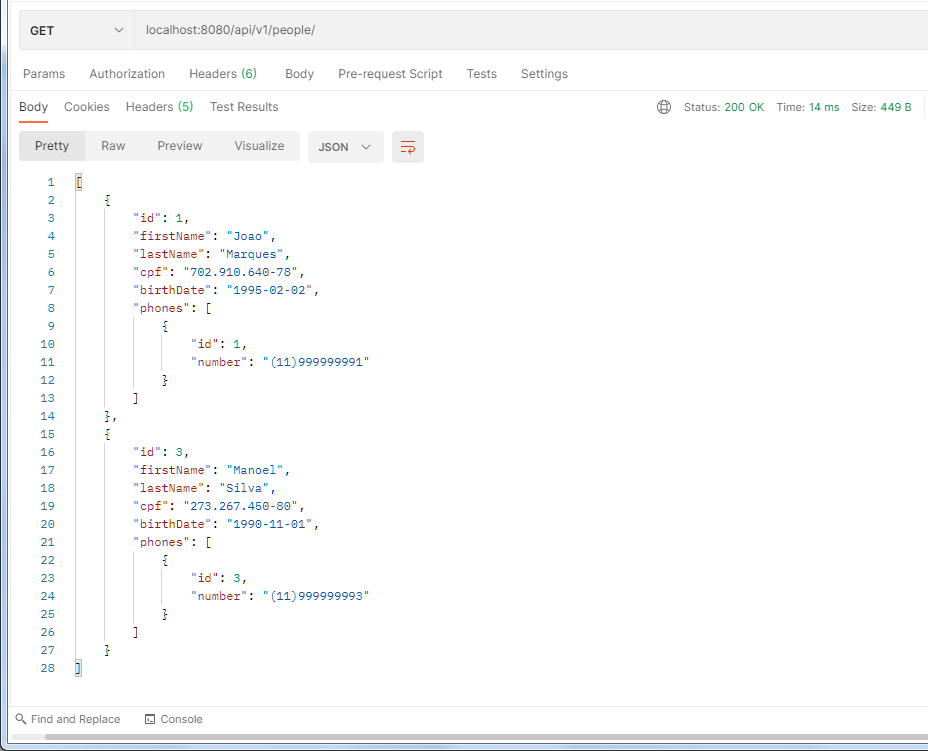 GET localhost:8080/api/v1/people/
Params Authorization Headers (6) Body Pre-request Script Tests Settings
Body Cookies Headers (5) Test Results Status: 200 OK Time: 14 ms Size: 449 B
Pretty Raw Preview Visualize JSON
1 [
2 {
3 "id": 1,
4 "firstName": "Joao",
5 "lastName": "Marques",
6 "cpf": "702.910.640-78",
7 "birthDate": "1995-02-02",
8 "phones": [
9 {
10 "id": 1,
11 "number": "(11)999999991"
12 }
13 ]
14 },
15 {
16 "id": 3,
17 "firstName": "Manoel",
18 "lastName": "Silva",
19 "cpf": "273.267.450-80",
20 "birthDate": "1990-11-01",
21 "phones": [
22 {
23 "id": 3,
24 "number": "(11)999999993"
25 }
26 ]
27 }
28 ]
Find and Replace Console